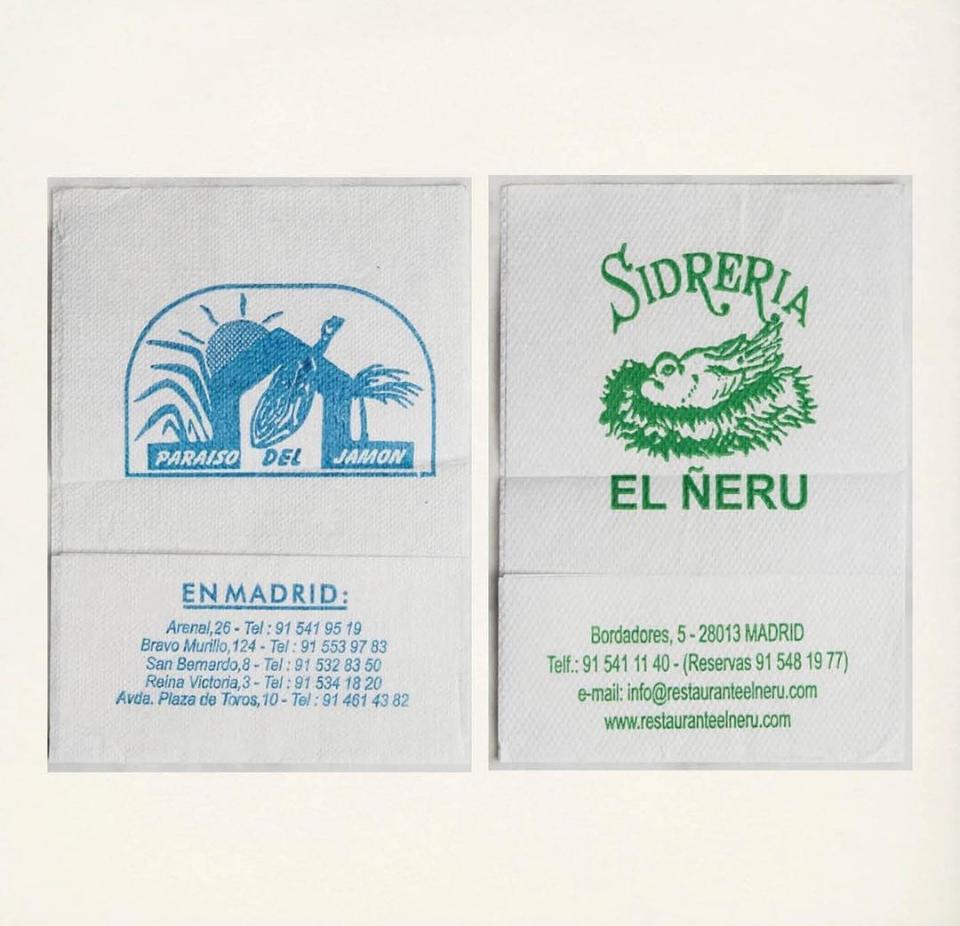 PARAISO DEL JAMON
EN MADRID:
Arenal,26 - Tel : 91 541 95 19
Bravo Murillo,124 - Tel : 91 553 97 83
San Bernardo,8 - Tel : 91 532 83 50
Reina Victoria,3 - Tel : 91 534 18 20
Avda. Plaza de Toros,10 - Tel : 91 461 43 82
SIDRERIA
EL ÑERU
Bordadores, 5 - 28013 MADRID
Telf.: 91 541 11 40 - (Reservas 91 548 19 77)
e-mail: info@restauranteelneru.com
www.restauranteelneru.com